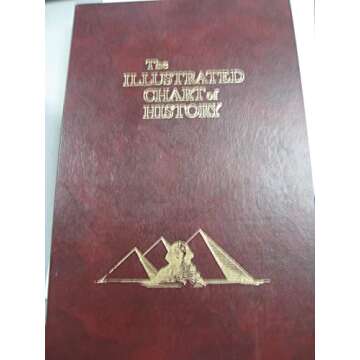 The
ILLUSTRATED
CHART of
HISTORY